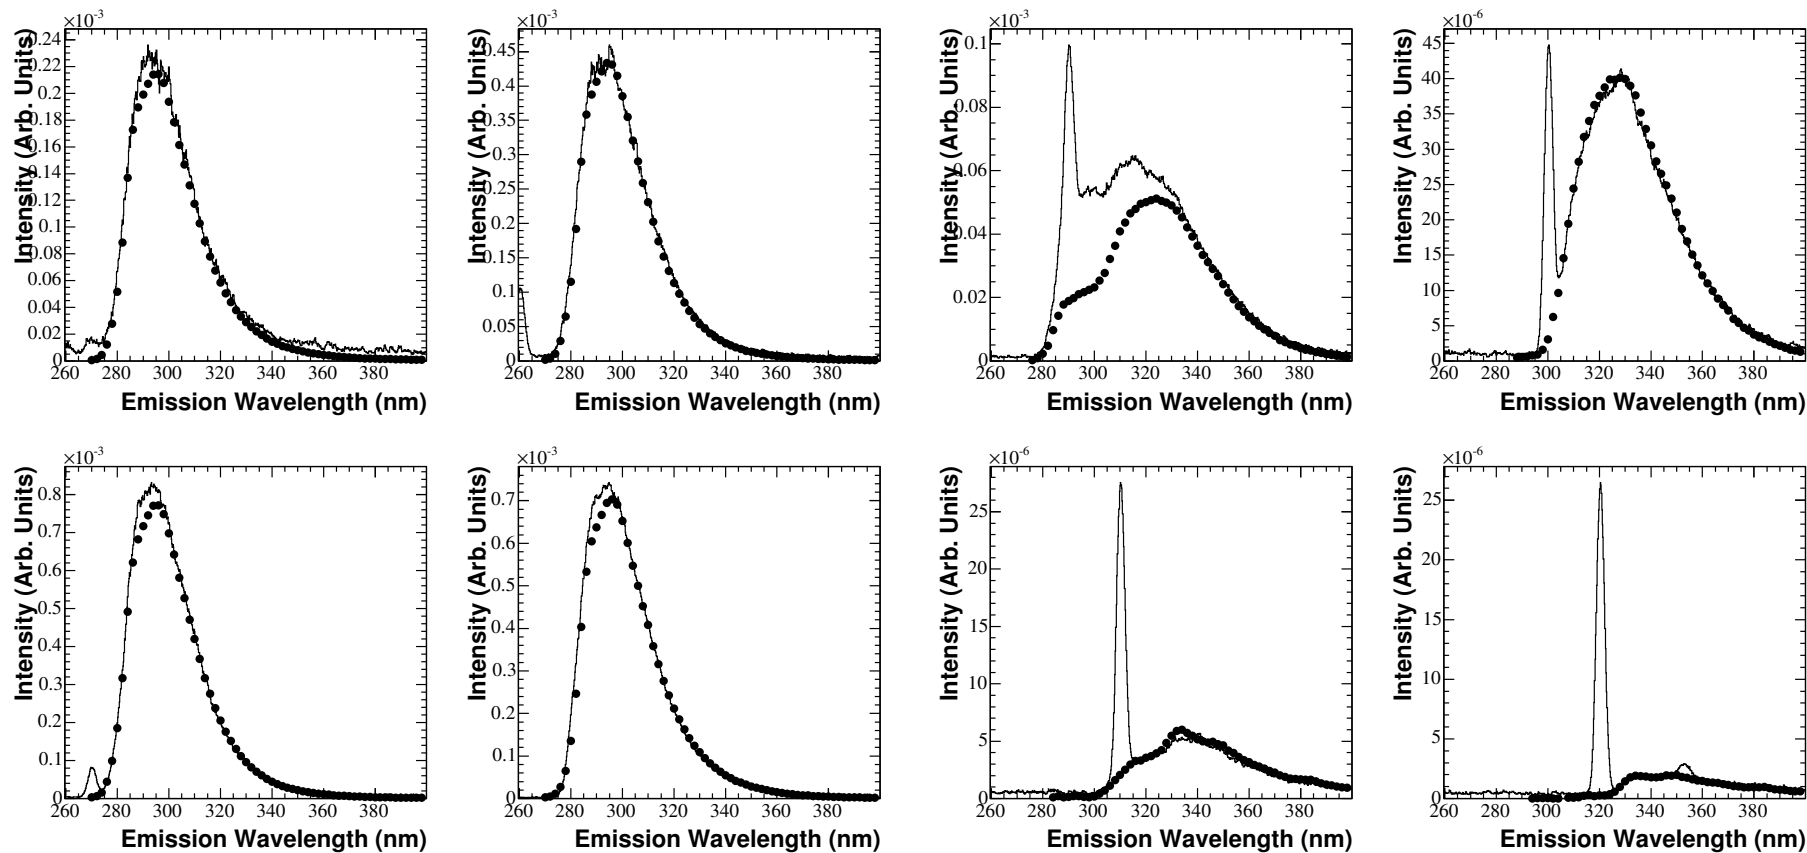 ×10⁻³ ×10⁻³ ×10⁻³ ×10⁻⁶
Intensity (Arb. Units) Intensity (Arb. Units) Intensity (Arb. Units) Intensity (Arb. Units)
0.24 0.45 0.1 45
0.22 0.4 0.08 40
0.2 0.35 0.06 35
0.18 0.3 0.04 30
0.16 0.25 0.02 25
0.14 0.2 0 20
0.12 0.15 15
0.1 0.1 10
0.08 0.05 5
0.06 0 0
0.04
0.02
0
260 280 300 320 340 360 380 260 280 300 320 340 360 380 260 280 300 320 340 360 380 260 280 300 320 340 360 380
Emission Wavelength (nm) Emission Wavelength (nm) Emission Wavelength (nm) Emission Wavelength (nm)
×10⁻³ ×10⁻³ ×10⁻⁶ ×10⁻⁶
Intensity (Arb. Units) Intensity (Arb. Units) Intensity (Arb. Units) Intensity (Arb. Units)
0.8 0.7 25 25
0.7 0.6 20 20
0.6 0.5 15 15
0.5 0.4 10 10
0.4 0.3 5 5
0.3 0.2 0 0
0.2 0.1
0.1 0
0
260 280 300 320 340 360 380 260 280 300 320 340 360 380 260 280 300 320 340 360 380 260 280 300 320 340 360 380
Emission Wavelength (nm) Emission Wavelength (nm) Emission Wavelength (nm) Emission Wavelength (nm)